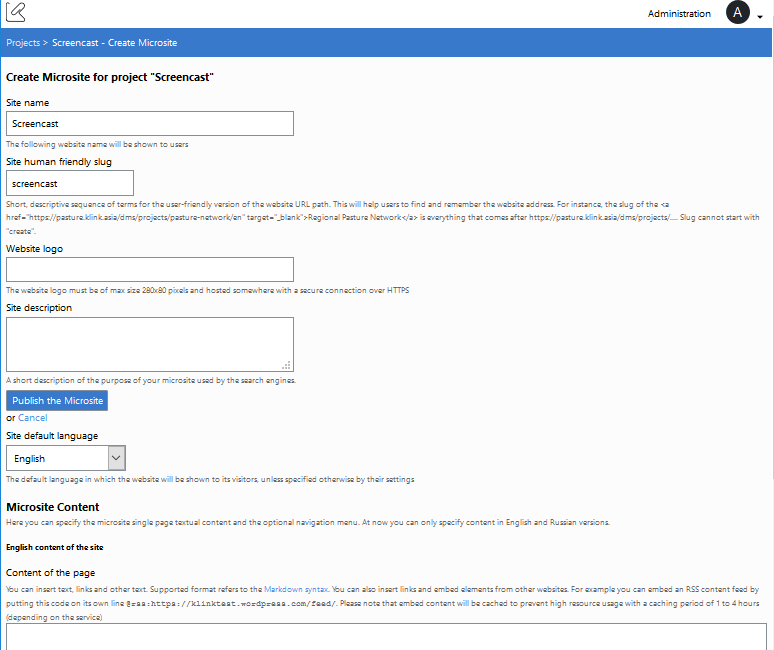 Administration
A
Projects > Screencast - Create Microsite
Create Microsite for project "Screencast"
Site name
Screencast
The following website name will be shown to users
Site human friendly slug
screencast
Short, descriptive sequence of terms for the user-friendly version of the website URL path. This will help users to find and remember the website address. For instance, the slug of the <a
href="https://pasture.klink.asia/dms/projects/pasture-network/en" target="_blank">Regional Pasture Network</a> is everything that comes after https://pasture.klink.asia/dms/projects/.... Slug cannot start with
"create".
Website logo
The website logo must be of max size 280x80 pixels and hosted somewhere with a secure connection over HTTPS
Site description
A short description of the purpose of your microsite used by the search engines.
Publish the Microsite
or Cancel
Site default language
English
The default language in which the website will be shown to its visitors, unless specified otherwise by their settings
Microsite Content
Here you can specify the microsite single page textual content and the optional navigation menu. At now you can only specify content in English and Russian versions.
English content of the site
Content of the page
You can insert text, links and other text. Supported format refers to the Markdown syntax. You can also insert links and embed elements from other websites. For example you can embed an RSS content feed by
putting this code on its own line @rss:https://klinktest.wordpress.com/feed/. Please note that embed content will be cached to prevent high resource usage with a caching period of 1 to 4 hours
(depending on the service)